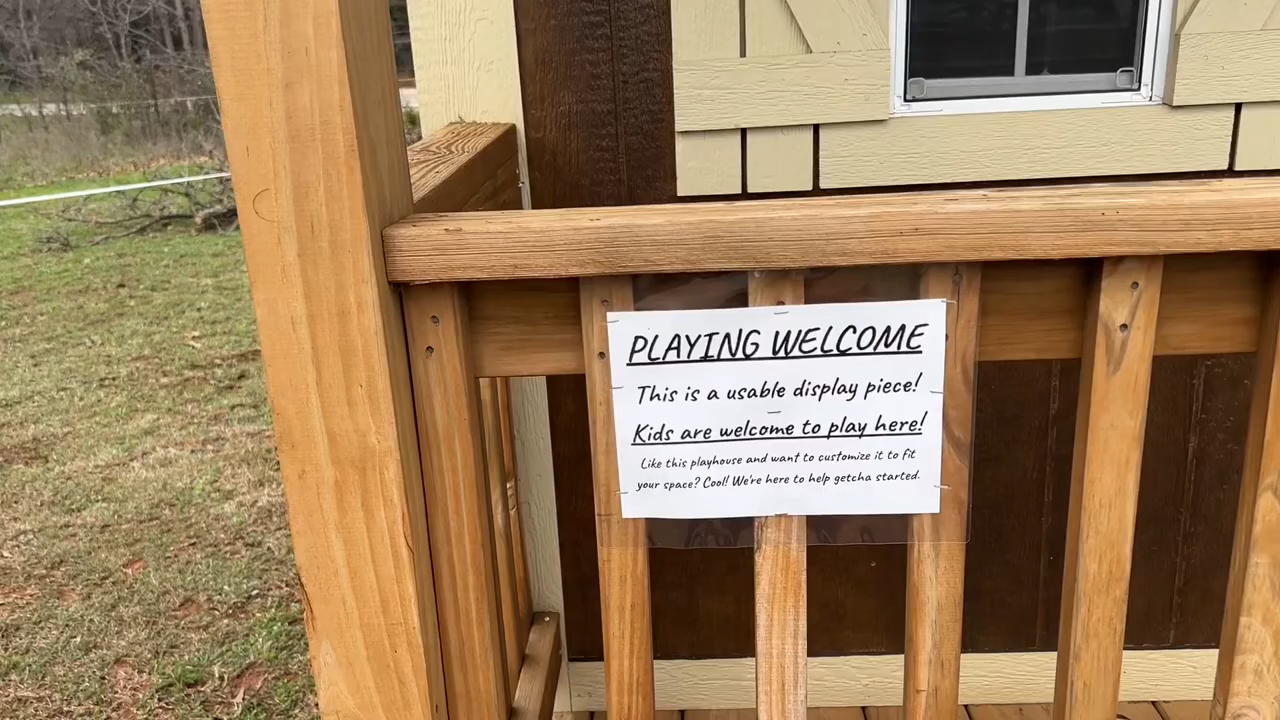 PLAYING WELCOME
This is a usable display piece!
Kids are welcome to play here!
Like this playhouse and want to customize it to fit
your space? Cool! We're here to help getcha started.